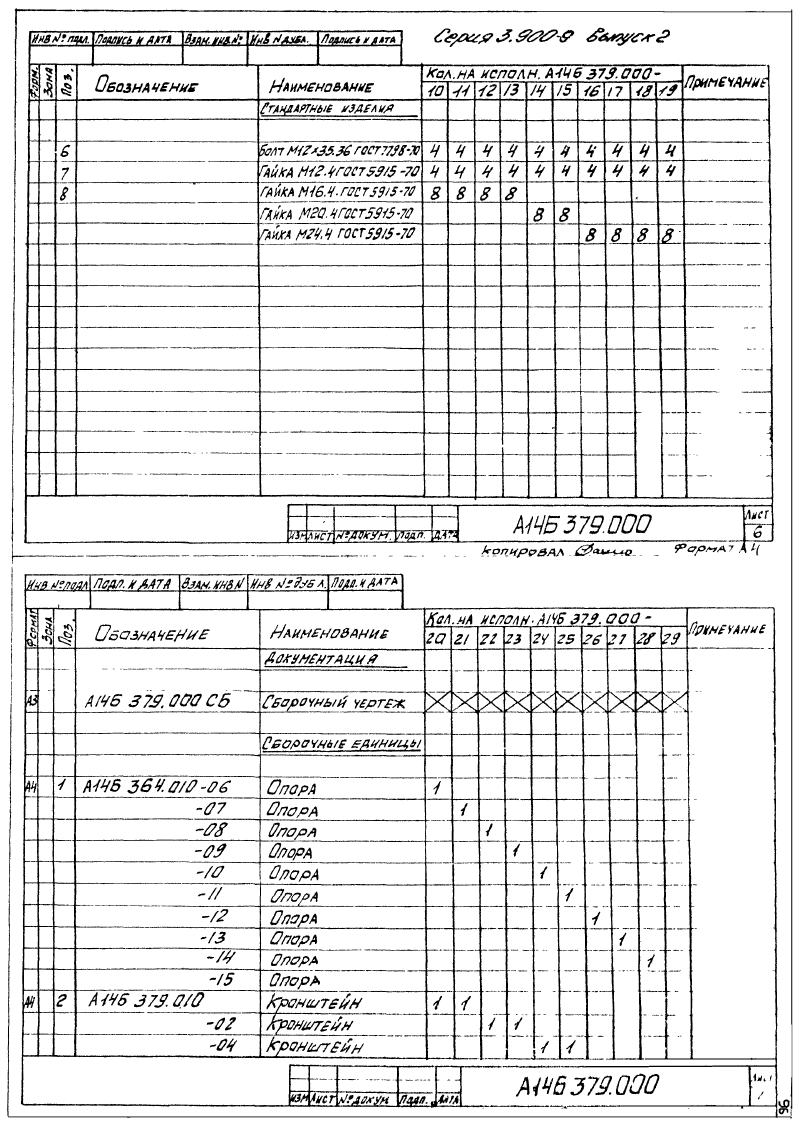 Серия 3.900-9 Выпуск 2
Инв № подл. Подпись и дата Взам. инв. № Инв № дубл. Подпись и дата
Форм. Зона Поз. Обозначение Наименование Кол. на исполн. А14Б 379.000- Примечание
10 11 12 13 14 15 16 17 18 19
Стандартные изделия
6 Болт М12×35.36 ГОСТ 7798-70 4 4 4 4 4 4 4 4 4 4
7 Гайка М12.4 ГОСТ 5915-70 4 4 4 4 4 4 4 4 4 4
8 Гайка М16.4. ГОСТ 5915-70 8 8 8 8
Гайка М20.4 ГОСТ 5915-70 8 8
Гайка М24.4 ГОСТ 5915-70 8 8 8 8
Изм Лист № докум. Подп. Дата А14Б 379.000 Лист 6
Копировал Формат А4
Инв № подл Подп. и дата Взам. инв № Инв № дубл. Подп. и дата
Формат Зона Поз. Обозначение Наименование Кол. на исполн. А14Б 379.000- Примечание
20 21 22 23 24 25 26 27 28 29
Документация
А3 А14Б 379.000 СБ Сборочный чертеж
Сборочные единицы
А4 1 А14Б 364.010-06 Опора 1
-07 Опора 1
-08 Опора 1
-09 Опора 1
-10 Опора 1
-11 Опора 1
-12 Опора 1
-13 Опора 1
-14 Опора 1
-15 Опора
А4 2 А14Б 379.010 Кронштейн 1 1
-02 Кронштейн 1 1
-04 Кронштейн 1 1
Изм Лист № докум Подп. Дата А14Б 379.000 Лист
96